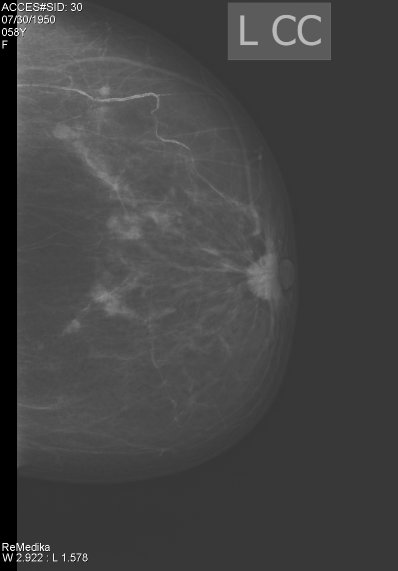 ACCES#SID: 30
07/30/1950
058Y
F
L CC
ReMedika
W 2.922 : L 1.578